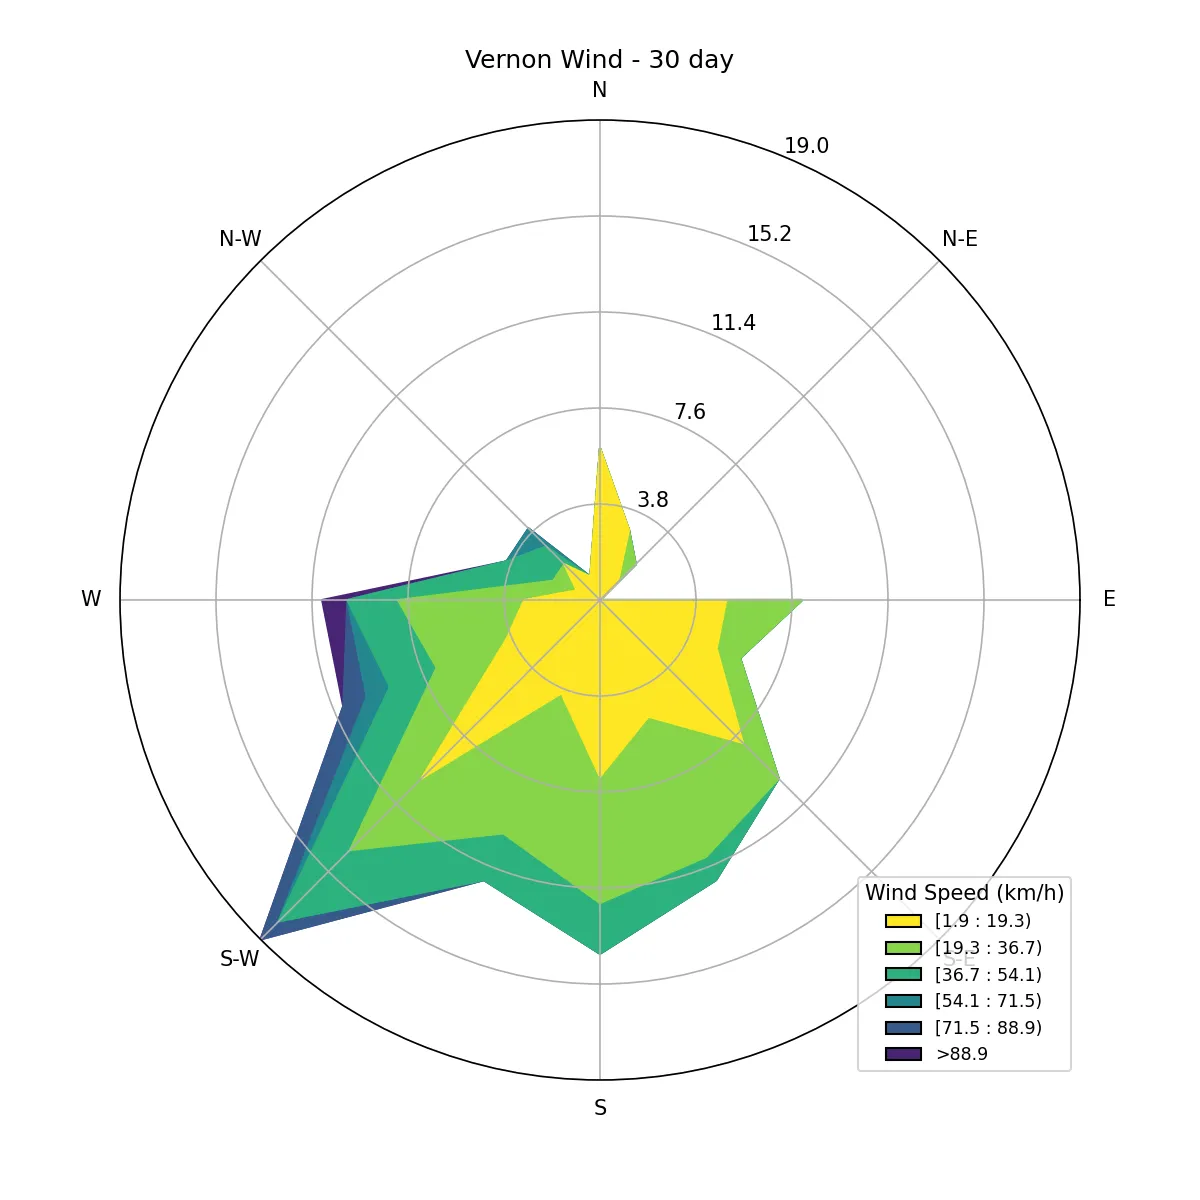 Vernon Wind - 30 day
N
19.0
15.2
N-W
N-E
11.4
7.6
3.8
W
E
Wind Speed (km/h)
[1.9 : 19.3)
[19.3 : 36.7)
S-W
S-E
[36.7 : 54.1)
[54.1 : 71.5)
[71.5 : 88.9)
>88.9
S